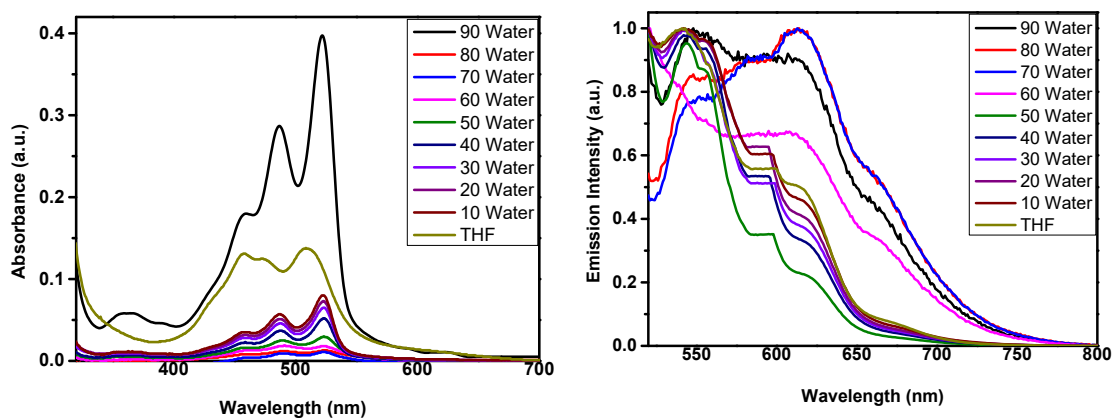 Absorbance (a.u.)
0.4
0.3
0.2
0.1
0.0
400
500
600
700
Wavelength (nm)
90 Water
80 Water
70 Water
60 Water
50 Water
40 Water
30 Water
20 Water
10 Water
THF
Emission Intensity (a.u.)
1.0
0.8
0.6
0.4
0.2
0.0
550
600
650
700
750
800
Wavelength (nm)
90 Water
80 Water
70 Water
60 Water
50 Water
40 Water
30 Water
20 Water
10 Water
THF